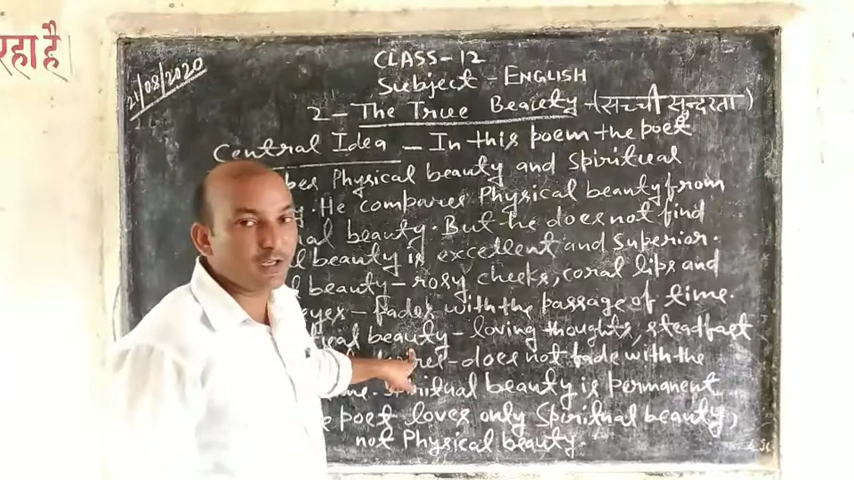 रहा है
21/08/2020
CLASS-12
Subject - ENGLISH
2 - The True Beauty - (सच्ची सुन्दरता)
Central Idea - In this poem the poet
bes Physical beauty and Spiritual
He compares Physical beauty from
beauty. But he does not find
beauty is excellent and superior.
beauty - rosy cheeks, coral lips and
eyes - fades with the passage of time.
beauty - loving thoughts, steadfast
- does not fade with the
Spiritual beauty is permanent
poet loves only Spiritual beauty,
not Physical beauty.